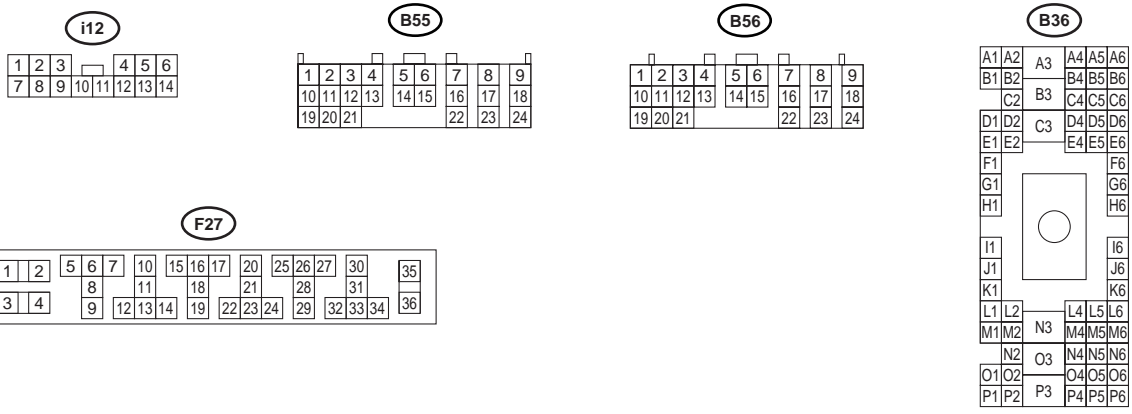 i12
1 2 3 4 5 6
7 8 9 10 11 12 13 14
B55
1 2 3 4 5 6 7 8 9
10 11 12 13 14 15 16 17 18
19 20 21 22 23 24
B56
1 2 3 4 5 6 7 8 9
10 11 12 13 14 15 16 17 18
19 20 21 22 23 24
B36
A1 A2 A3 A4 A5 A6
B1 B2 B3 B4 B5 B6
C2 C3 C4 C5 C6
D1 D2 D4 D5 D6
E1 E2 E4 E5 E6
F1 F6
G1 G6
H1 H6
I1 I6
J1 J6
K1 K6
L1 L2 L4 L5 L6
M1 M2 N3 M4 M5 M6
N2 O3 N4 N5 N6
O1 O2 O4 O5 O6
P1 P2 P3 P4 P5 P6
F27
1 2 5 6 7 10 15 16 17 20 25 26 27 30 35
8 11 18 21 28 31
3 4 9 12 13 14 19 22 23 24 29 32 33 34 36